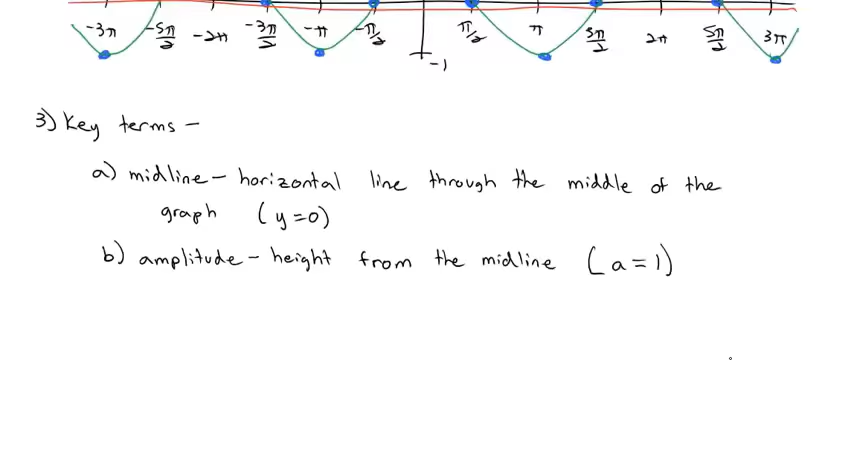 -3π -5π/2 -2π -3π/2 -π -π/2 π/2 π 3π/2 2π 5π/2 3π
-1
3) Key terms -
a) midline - horizontal line through the middle of the
graph (y=0)
b) amplitude - height from the midline (a = 1)